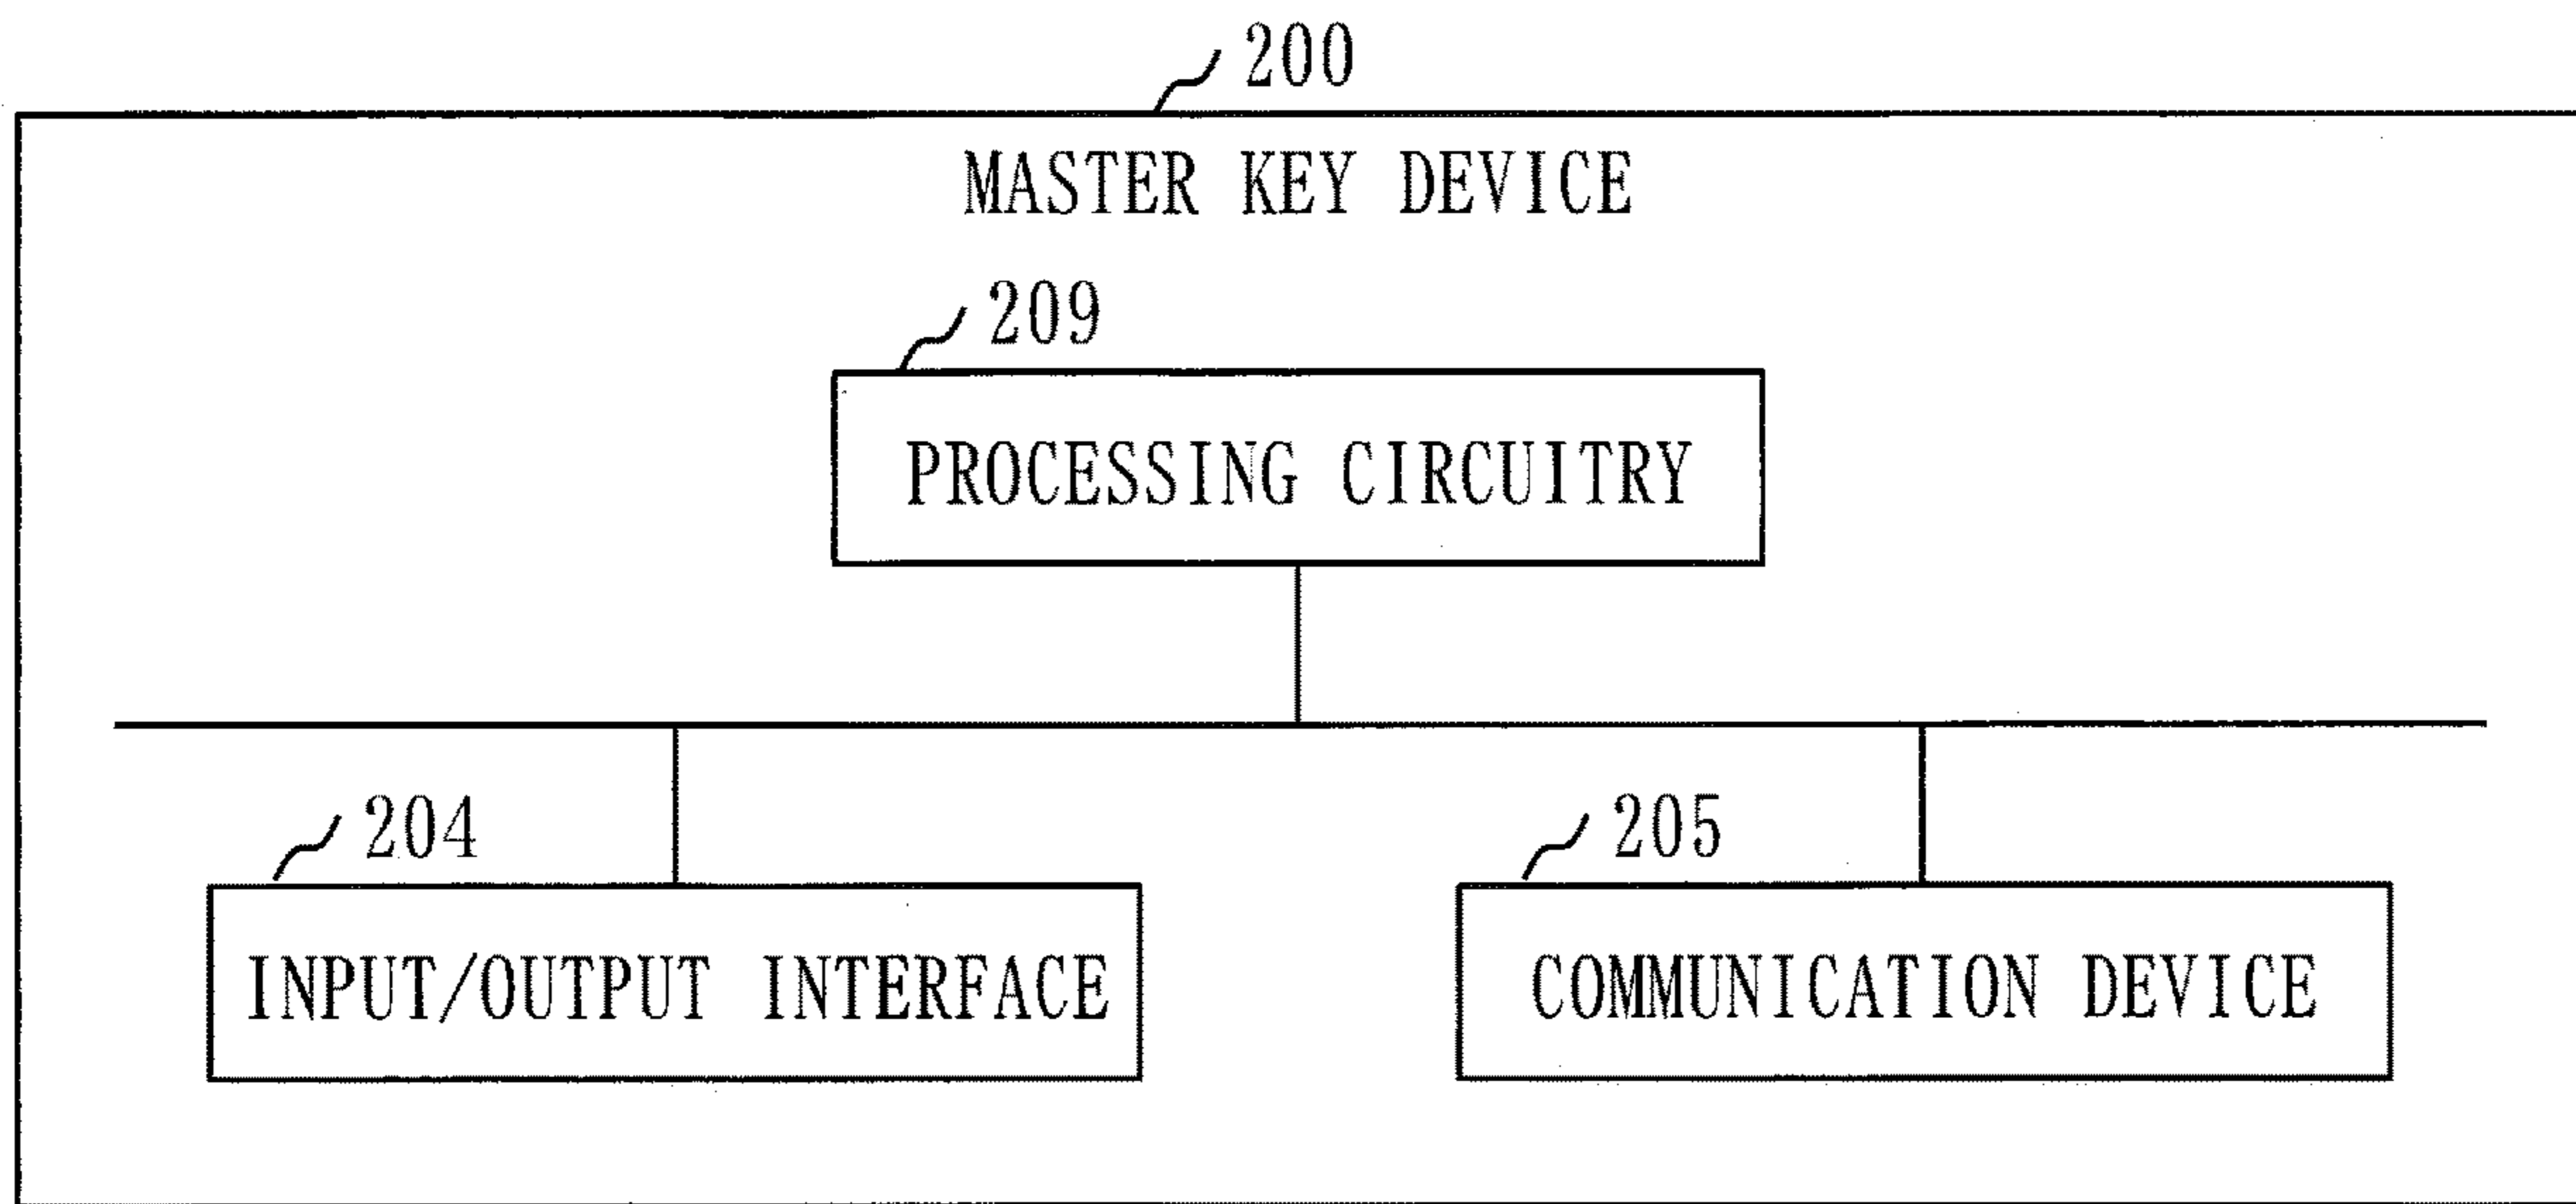 200
MASTER KEY DEVICE
209
PROCESSING CIRCUITRY
204
205
INPUT/OUTPUT INTERFACE
COMMUNICATION DEVICE